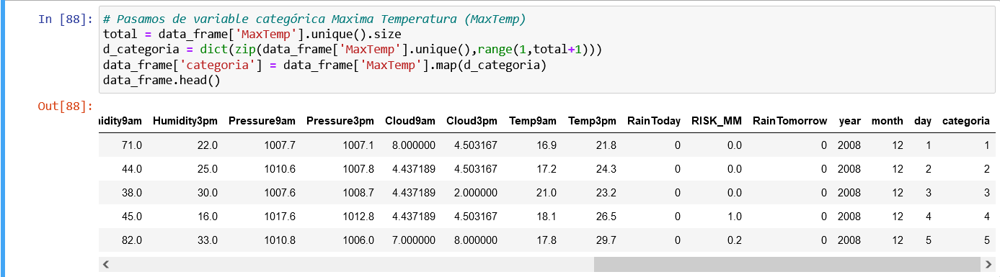 In [88]: # Pasamos de variable categórica Maxima Temperatura (MaxTemp)
total = data_frame['MaxTemp'].unique().size
d_categoria = dict(zip(data_frame['MaxTemp'].unique(),range(1,total+1)))
data_frame['categoria'] = data_frame['MaxTemp'].map(d_categoria)
data_frame.head()
Out[88]:
idity9am Humidity3pm Pressure9am Pressure3pm Cloud9am Cloud3pm Temp9am Temp3pm RainToday RISK_MM RainTomorrow year month day categoria
71.0 22.0 1007.7 1007.1 8.000000 4.503167 16.9 21.8 0 0.0 0 2008 12 1 1
44.0 25.0 1010.6 1007.8 4.437189 4.503167 17.2 24.3 0 0.0 0 2008 12 2 2
38.0 30.0 1007.6 1008.7 4.437189 2.000000 21.0 23.2 0 0.0 0 2008 12 3 3
45.0 16.0 1017.6 1012.8 4.437189 4.503167 18.1 26.5 0 1.0 0 2008 12 4 4
82.0 33.0 1010.8 1006.0 7.000000 8.000000 17.8 29.7 0 0.2 0 2008 12 5 5